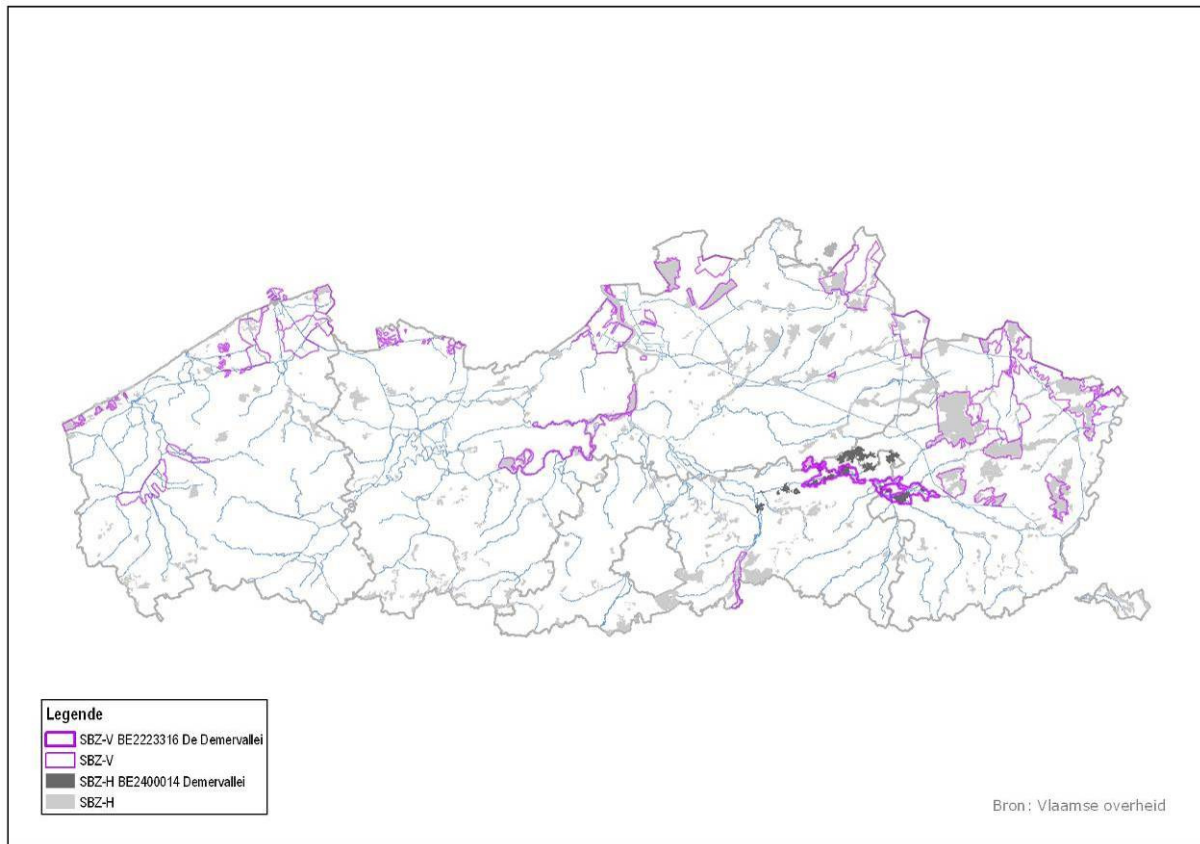 Legende
SBZ-V BE2223316 De Demervallei
SBZ-V
SBZ-H BE2400014 Demervallei
SBZ-H
Bron: Vlaamse overheid